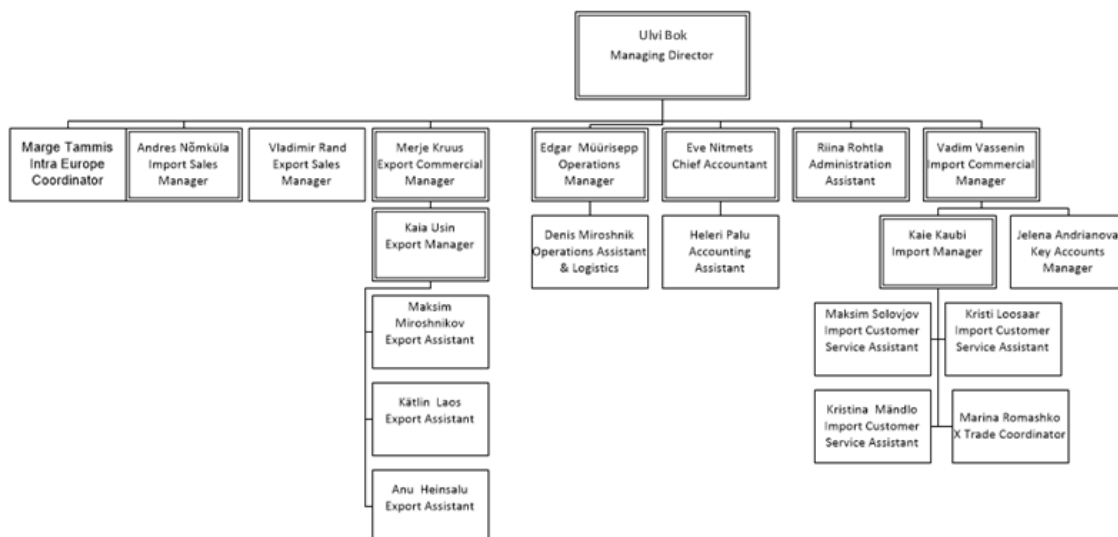 Ulvi Bok
Managing Director
Marge Tammis
Intra Europe
Coordinator
Andres Nõmküla
Import Sales
Manager
Vladimir Rand
Export Sales
Manager
Merje Kruus
Export Commercial
Manager
Edgar Müürisepp
Operations
Manager
Eve Nitmets
Chief Accountant
Riina Rohtla
Administration
Assistant
Vadim Vassenin
Import Commercial
Manager
Kaia Usin
Export Manager
Denis Miroshnik
Operations Assistant
& Logistics
Heleri Palu
Accounting
Assistant
Kaie Kaubi
Import Manager
Jelena Andrianova
Key Accounts
Manager
Maksim
Miroshnikov
Export Assistant
Maksim Solovjov
Import Customer
Service Assistant
Kristi Loosaar
Import Customer
Service Assistant
Kätlin Laos
Export Assistant
Kristina Mändlo
Import Customer
Service Assistant
Marina Romashko
X Trade Coordinator
Anu Heinsalu
Export Assistant